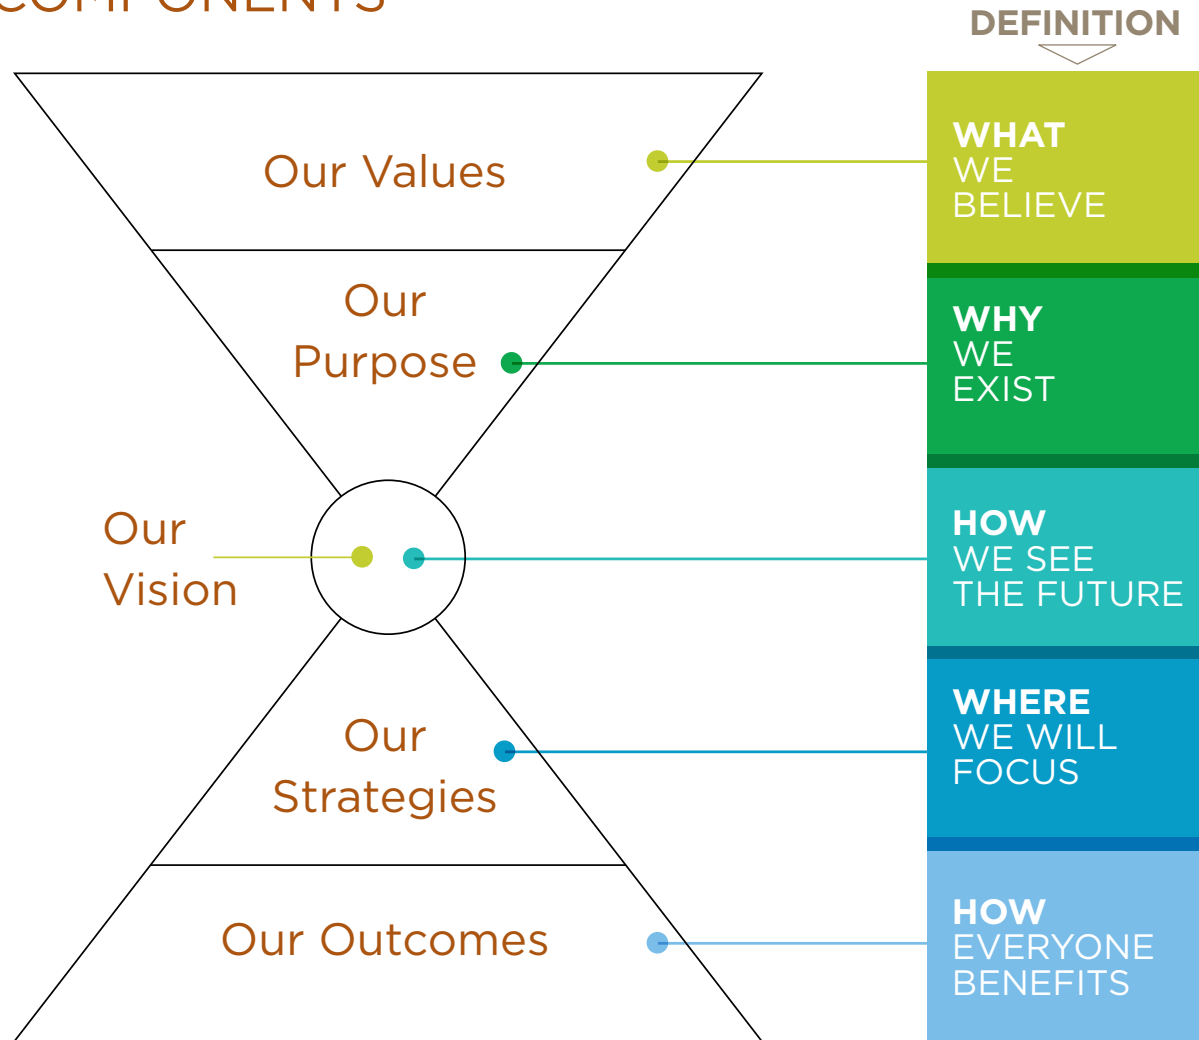 COMPONENTS
DEFINITION
Our Values
WHAT
WE
BELIEVE
Our
Purpose
WHY
WE
EXIST
Our
Vision
HOW
WE SEE
THE FUTURE
Our
Strategies
WHERE
WE WILL
FOCUS
Our Outcomes
HOW
EVERYONE
BENEFITS